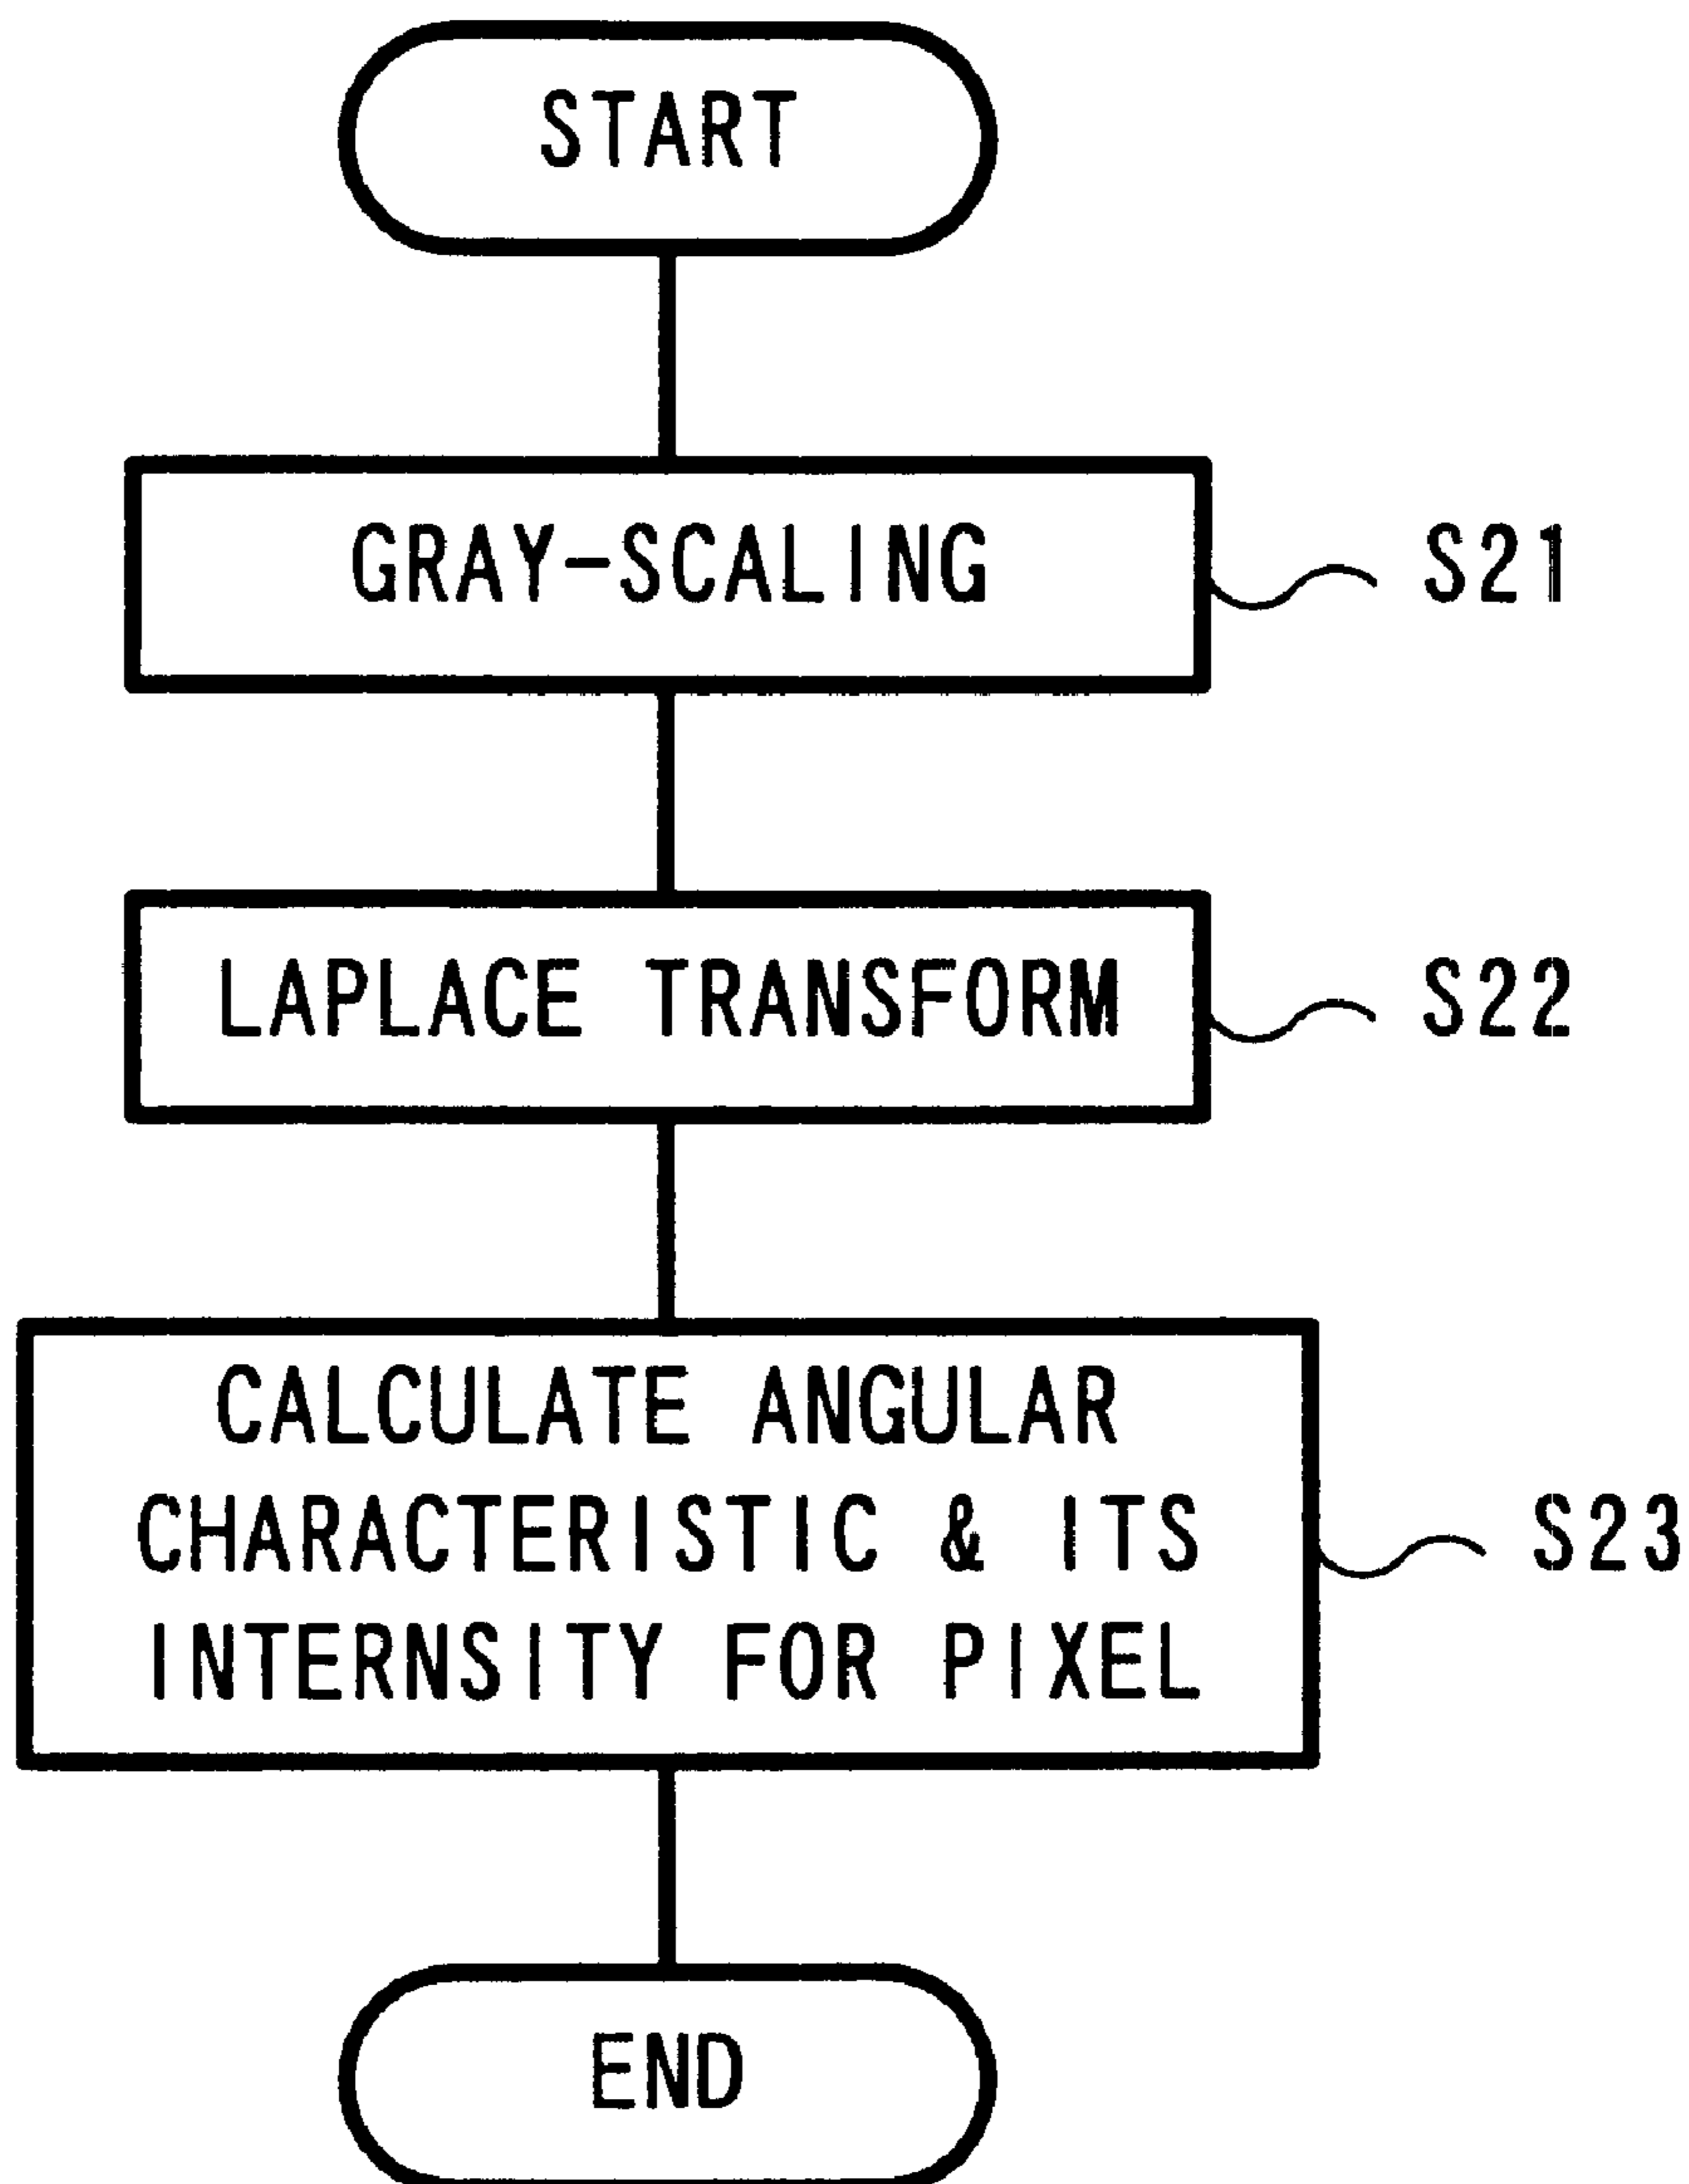 START
GRAY-SCALING
S21
LAPLACE TRANSFORM
S22
CALCULATE ANGULAR
CHARACTERISTIC & ITS
INTERNSITY FOR PIXEL
S23
END